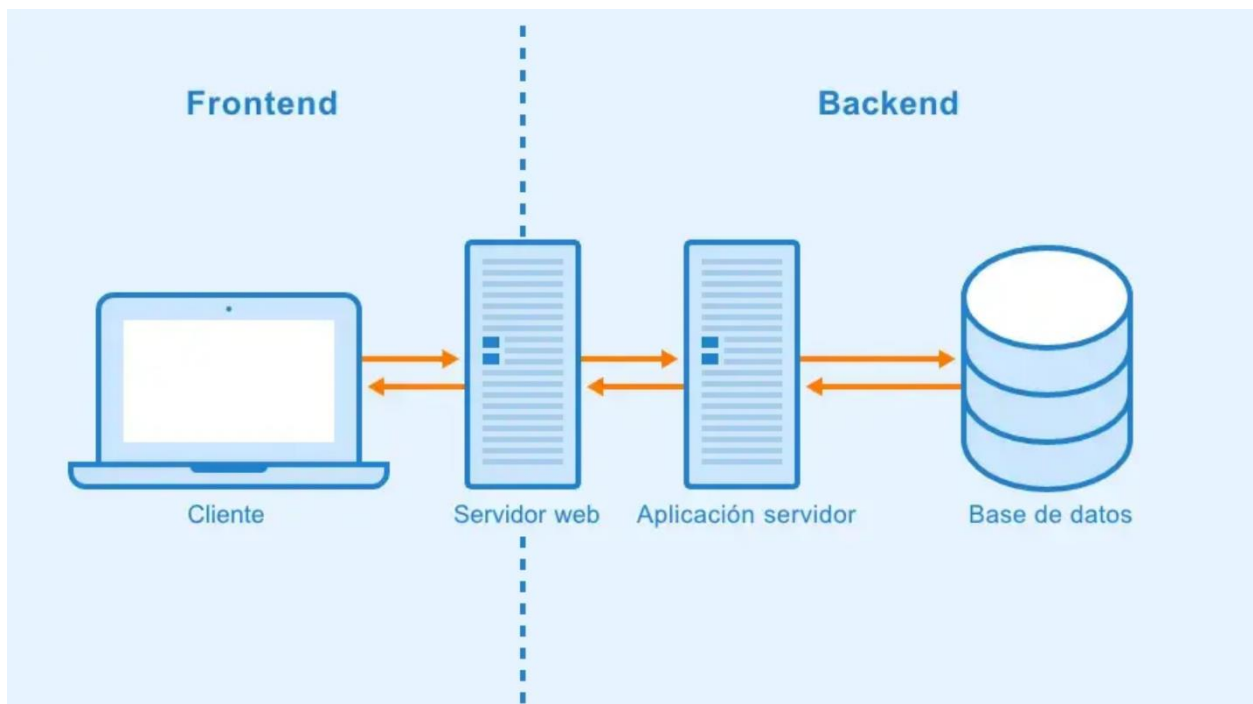 Frontend
Backend
Cliente
Servidor web
Aplicación servidor
Base de datos